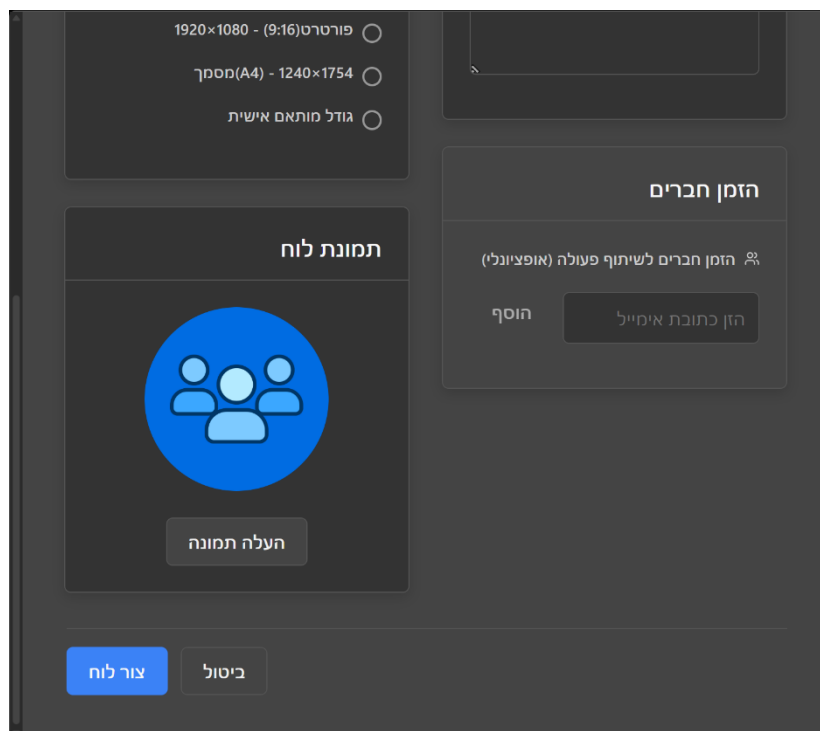 הזמן חברים
הזמן חברים לשיתוף פעולה (אופציונלי)
הזן כתובת אימייל
הוסף
פורטרט(9:16) - 1920×1080
מסמך(A4) - 1240×1754
גודל מותאם אישית
תמונת לוח
העלה תמונה
ביטול
צור לוח